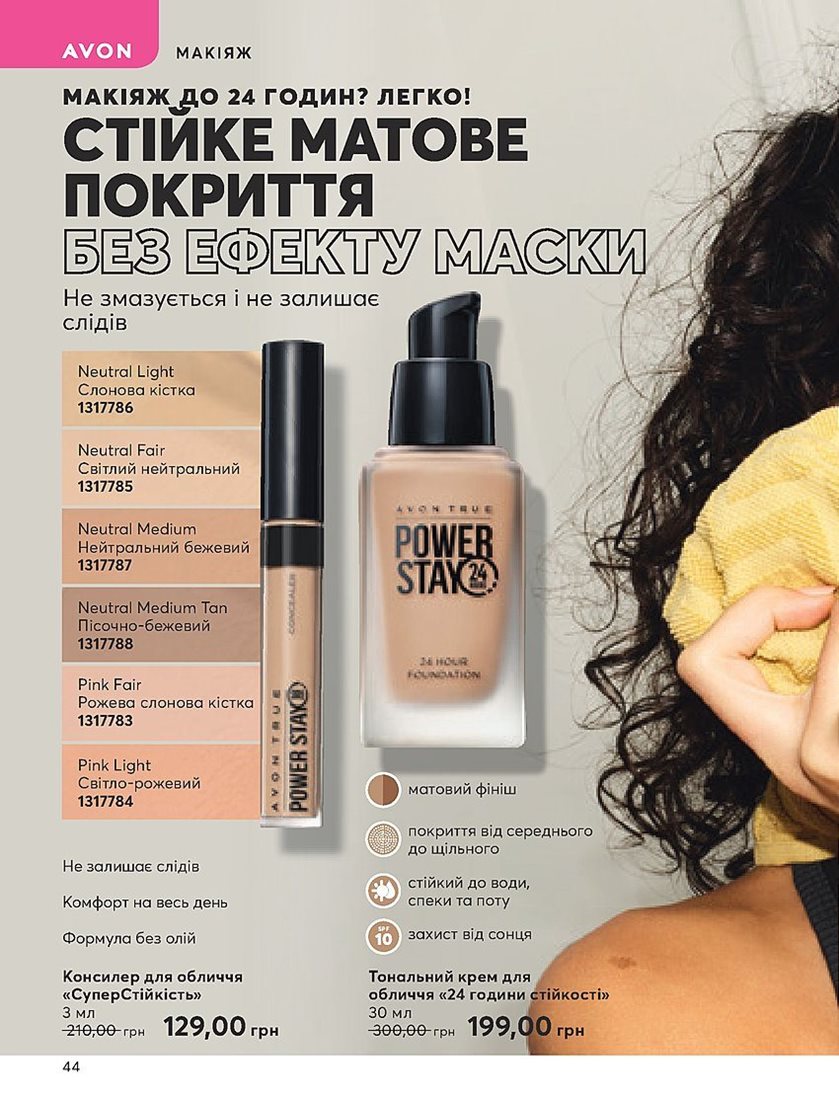 AVON
МАКІЯЖ
МАКІЯЖ ДО 24 ГОДИН? ЛЕГКО!
СТІЙКЕ МАТОВЕ
ПОКРИТТЯ
БЕЗ ЕФЕКТУ МАСКИ
Не змазується і не залишає
слідів
Neutral Light
Слонова кістка
1317786
Neutral Fair
Світлий нейтральний
1317785
Neutral Medium
Нейтральний бежевий
1317787
Neutral Medium Tan
Пісочно-бежевий
1317788
Pink Fair
Рожева слонова кістка
1317783
Pink Light
Світло-рожевий
1317784
CONCEALER
AVON TRUE
POWER STAY
AVON TRUE
POWER
STAY 24
24 HOUR
FOUNDATION
матовий фініш
покриття від середнього
до щільного
стійкий до води,
спеки та поту
SPF
10
захист від сонця
Не залишає слідів
Комфорт на весь день
Формула без олій
Консилер для обличчя
«СуперСтійкість»
3 мл
210,00 грн 129,00 грн
Тональний крем для
обличчя «24 години стійкості»
30 мл
300,00 грн 199,00 грн
44